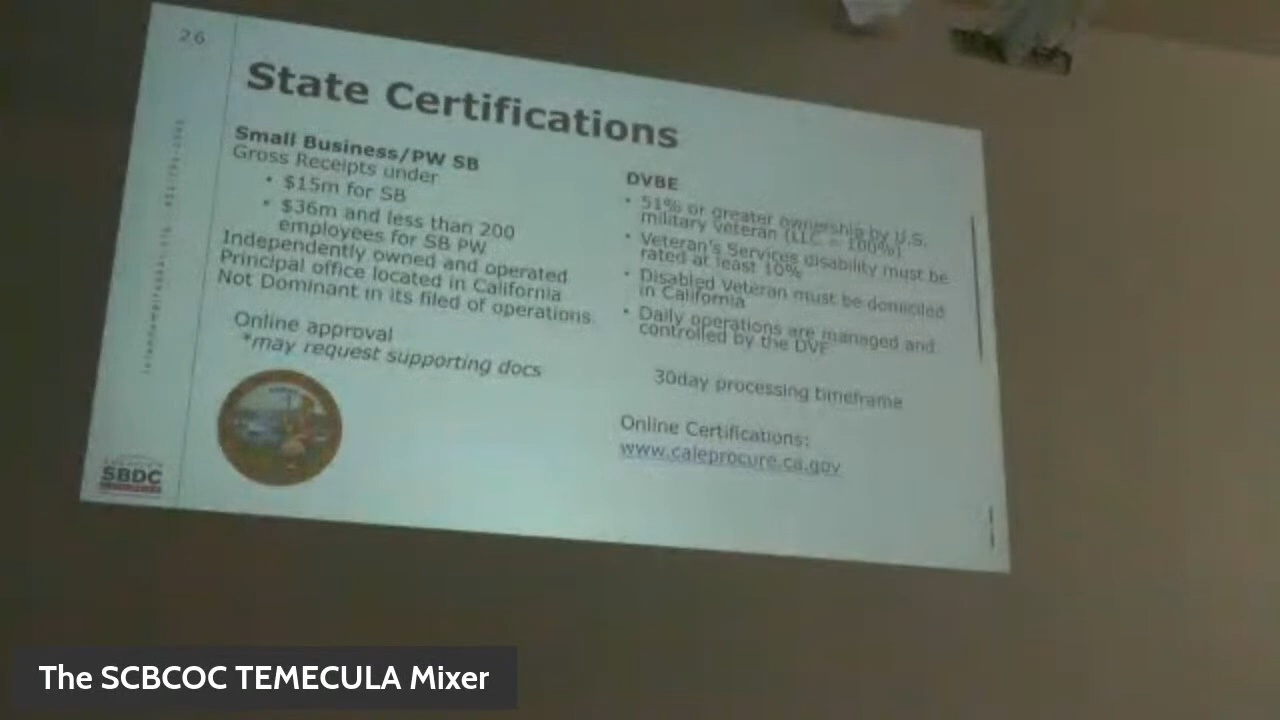 26
State Certifications
Small Business/PW SB
Gross Receipts under
• $15m for SB
• $36m and less than 200
employees for SB PW
Independently owned and operated
Principal office located in California
Not Dominant in its filed of operations
Online approval
*may request supporting docs
DVBE
• 51% or greater ownership by U.S.
military veteran (LLC = 100%)
• Veteran's Services disability must be
rated at least 10%
• Disabled Veteran must be domiciled
in California
• Daily operations are managed and
controlled by the
30day processing timeframe
Online Certifications:
www.caleprocure.ca.gov
SBDC
The SCBCOC TEMECULA Mixer